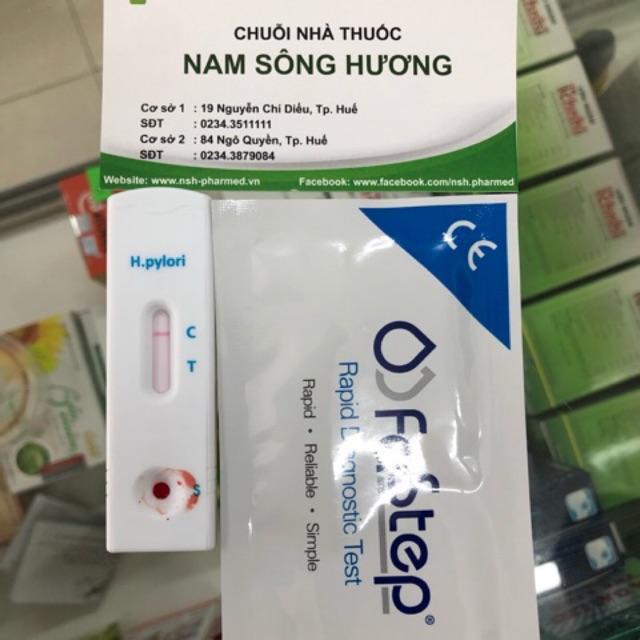 CHUỖI NHÀ THUỐC
NAM SÔNG HƯƠNG
Cơ sở 1 : 19 Nguyễn Chí Diểu, Tp. Huế
SĐT : 0234.3511111
Cơ sở 2 : 84 Ngô Quyền, Tp. Huế
SĐT : 0234.3879084
Website: www.nsh-pharmed.vn Facebook: www.facebook.com/nsh.pharmed
H.pylori
C
T
S
CE
FaStep®
Rapid Diagnostic Test
Rapid • Reliable • Simple